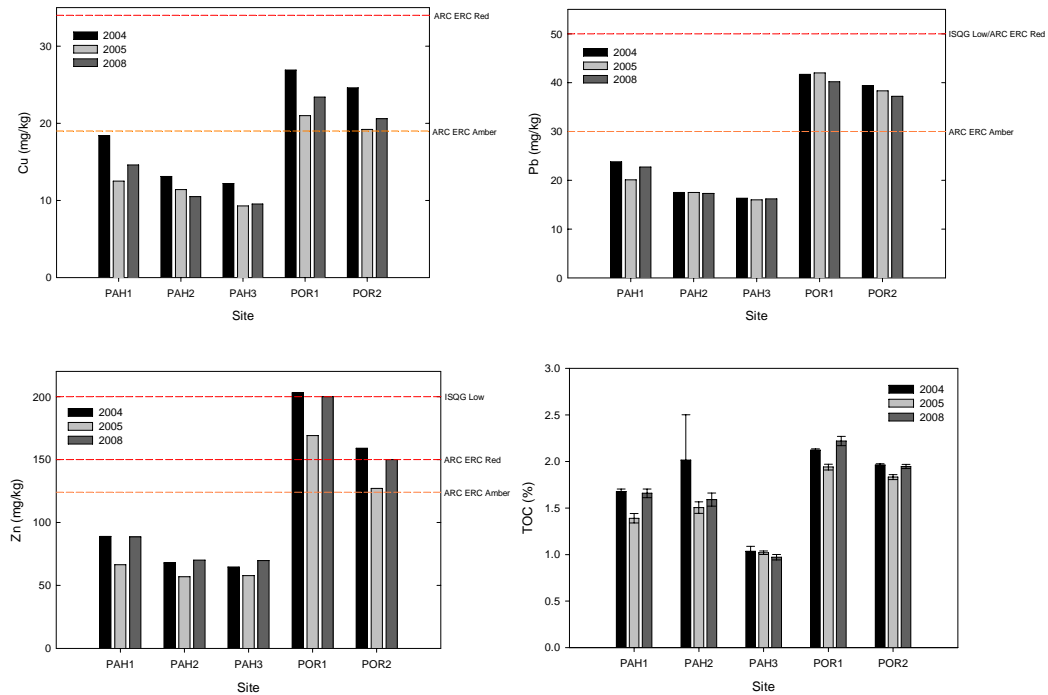 Cu (mg/kg)
30
20
10
0
2004
2005
2008
ARC ERC Red
ARC ERC Amber
PAH1 PAH2 PAH3 POR1 POR2
Site
Pb (mg/kg)
50
40
30
20
10
0
2004
2005
2008
ISQG Low/ARC ERC Red
ARC ERC Amber
PAH1 PAH2 PAH3 POR1 POR2
Site
Zn (mg/kg)
200
150
100
50
0
2004
2005
2008
ISQG Low
ARC ERC Red
ARC ERC Amber
PAH1 PAH2 PAH3 POR1 POR2
Site
TOC (%)
3.0
2.5
2.0
1.5
1.0
0.5
0.0
2004
2005
2008
PAH1 PAH2 PAH3 POR1 POR2
Site